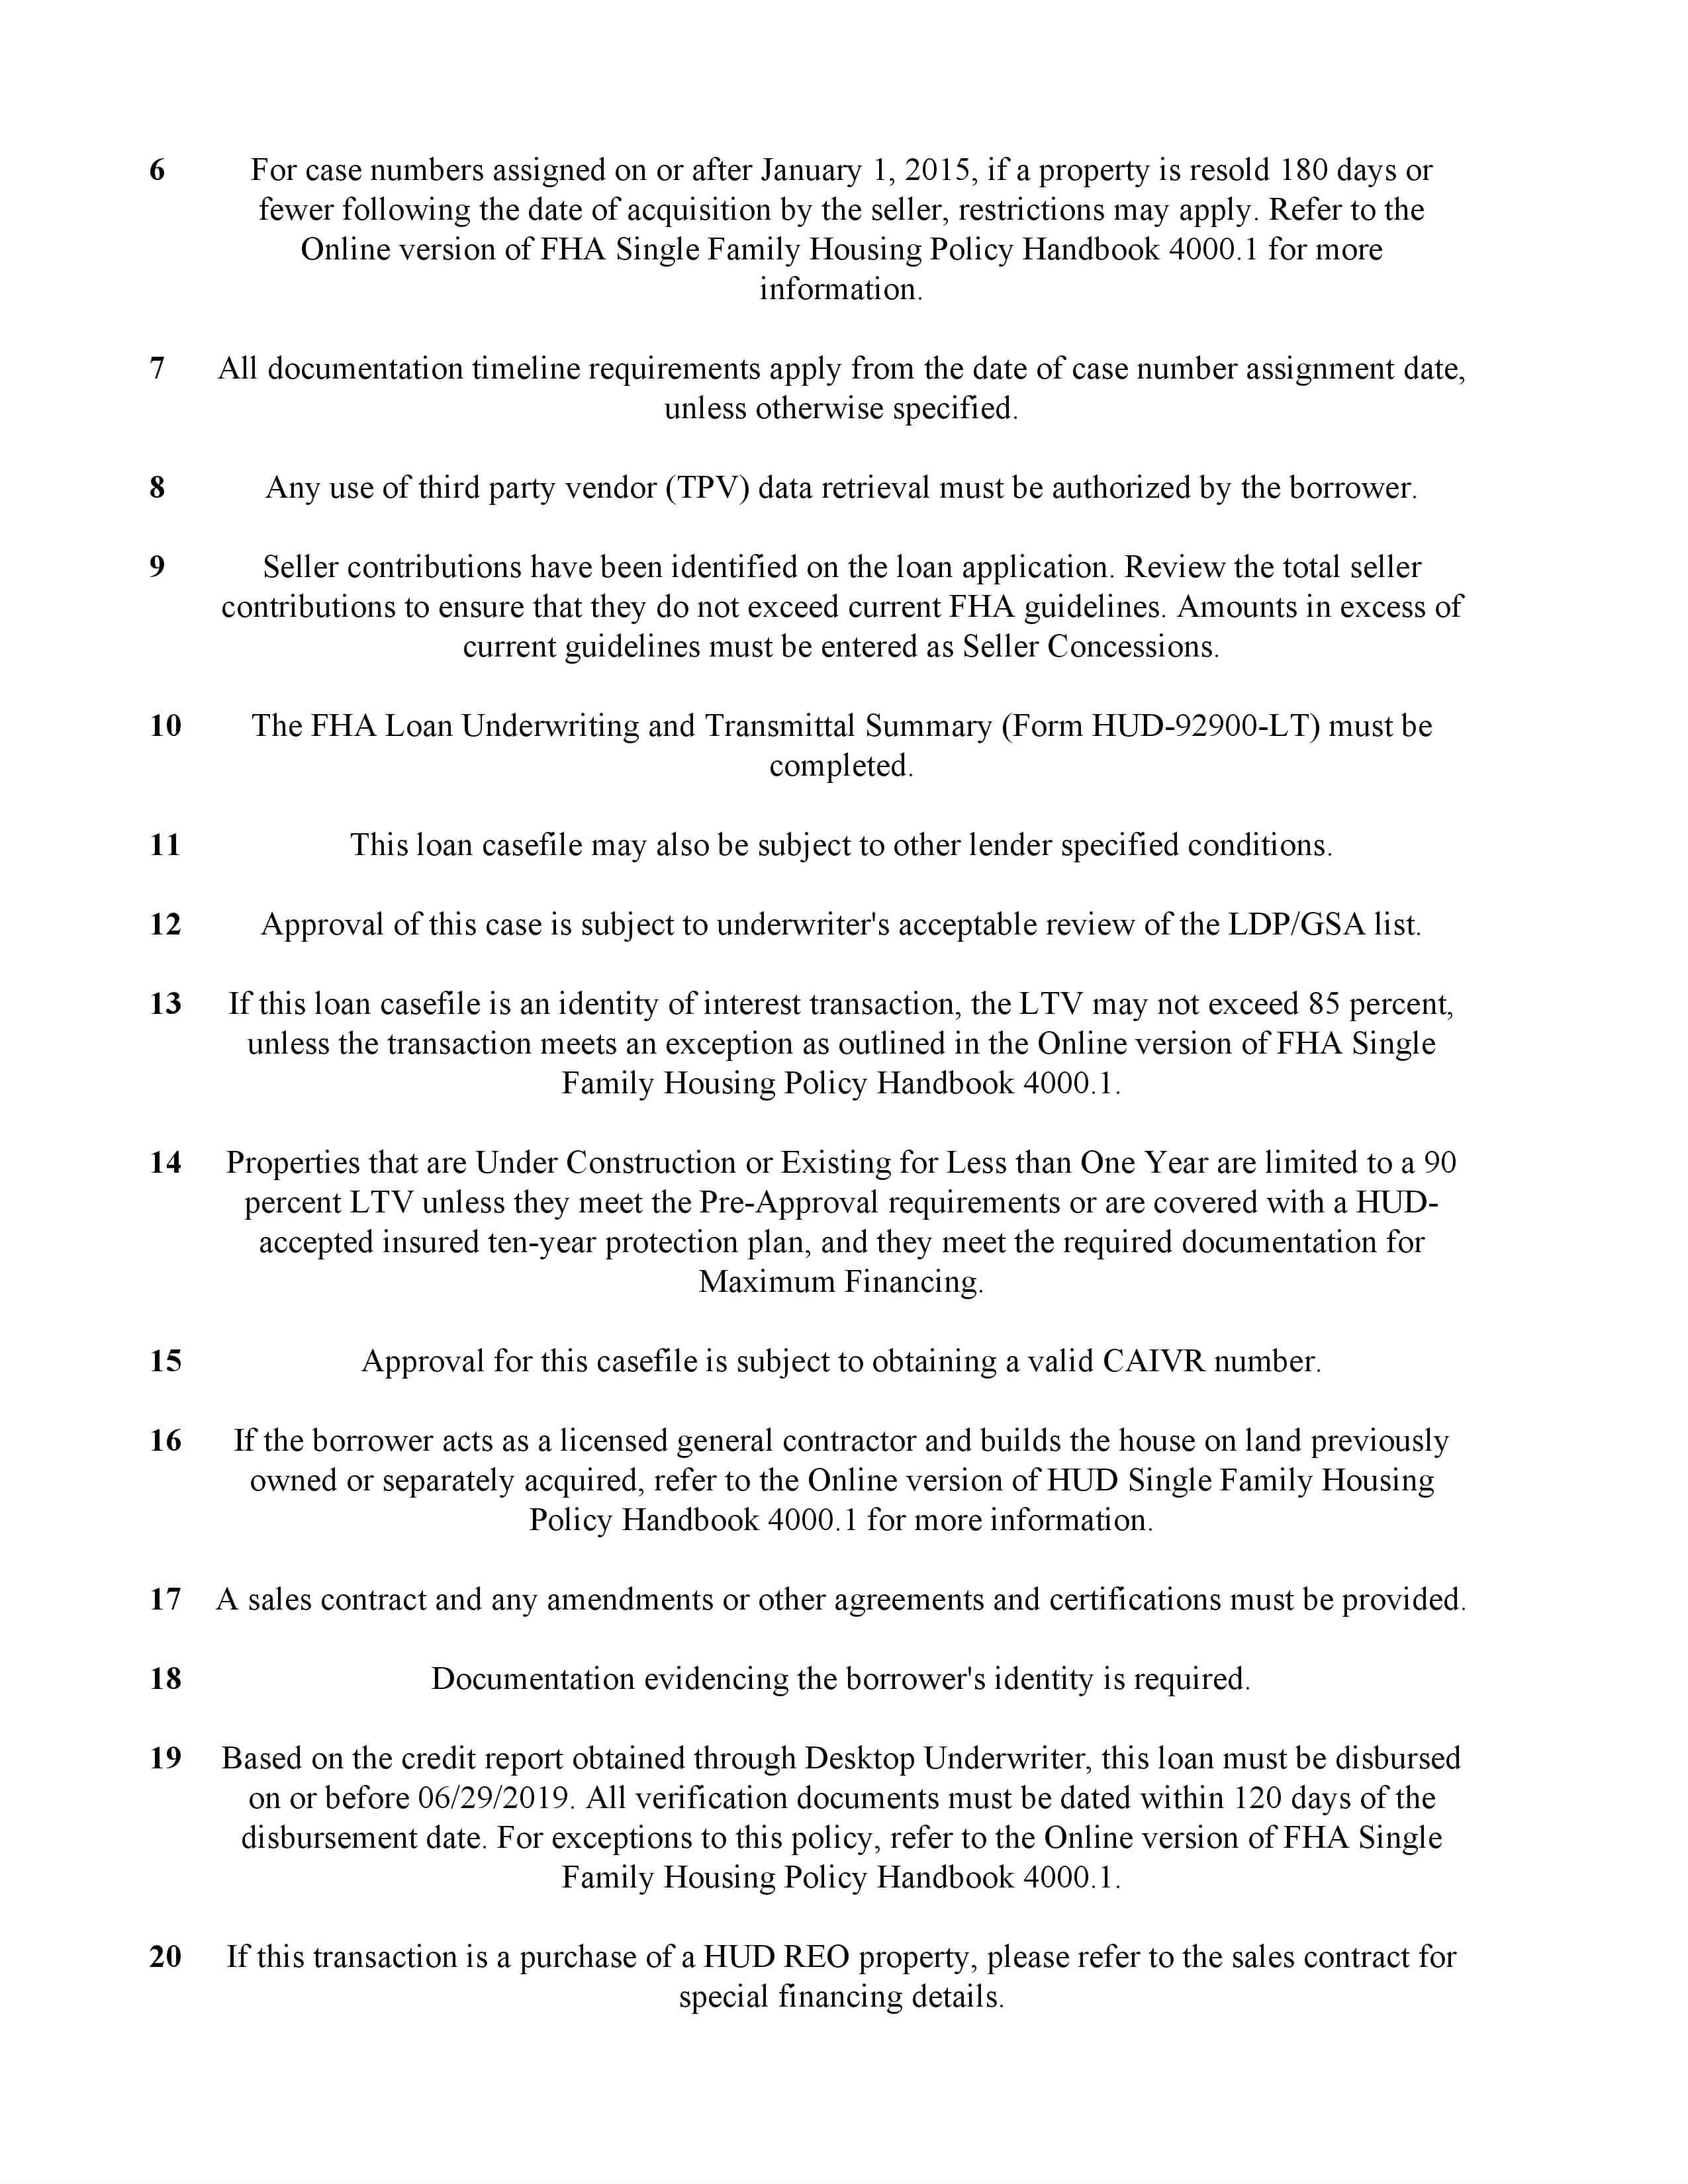 6 For case numbers assigned on or after January 1, 2015, if a property is resold 180 days or
fewer following the date of acquisition by the seller, restrictions may apply. Refer to the
Online version of FHA Single Family Housing Policy Handbook 4000.1 for more
information.
7 All documentation timeline requirements apply from the date of case number assignment date,
unless otherwise specified.
8 Any use of third party vendor (TPV) data retrieval must be authorized by the borrower.
9 Seller contributions have been identified on the loan application. Review the total seller
contributions to ensure that they do not exceed current FHA guidelines. Amounts in excess of
current guidelines must be entered as Seller Concessions.
10 The FHA Loan Underwriting and Transmittal Summary (Form HUD-92900-LT) must be
completed.
11 This loan casefile may also be subject to other lender specified conditions.
12 Approval of this case is subject to underwriter's acceptable review of the LDP/GSA list.
13 If this loan casefile is an identity of interest transaction, the LTV may not exceed 85 percent,
unless the transaction meets an exception as outlined in the Online version of FHA Single
Family Housing Policy Handbook 4000.1.
14 Properties that are Under Construction or Existing for Less than One Year are limited to a 90
percent LTV unless they meet the Pre-Approval requirements or are covered with a HUD-
accepted insured ten-year protection plan, and they meet the required documentation for
Maximum Financing.
15 Approval for this casefile is subject to obtaining a valid CAIVR number.
16 If the borrower acts as a licensed general contractor and builds the house on land previously
owned or separately acquired, refer to the Online version of HUD Single Family Housing
Policy Handbook 4000.1 for more information.
17 A sales contract and any amendments or other agreements and certifications must be provided.
18 Documentation evidencing the borrower's identity is required.
19 Based on the credit report obtained through Desktop Underwriter, this loan must be disbursed
on or before 06/29/2019. All verification documents must be dated within 120 days of the
disbursement date. For exceptions to this policy, refer to the Online version of FHA Single
Family Housing Policy Handbook 4000.1.
20 If this transaction is a purchase of a HUD REO property, please refer to the sales contract for
special financing details.